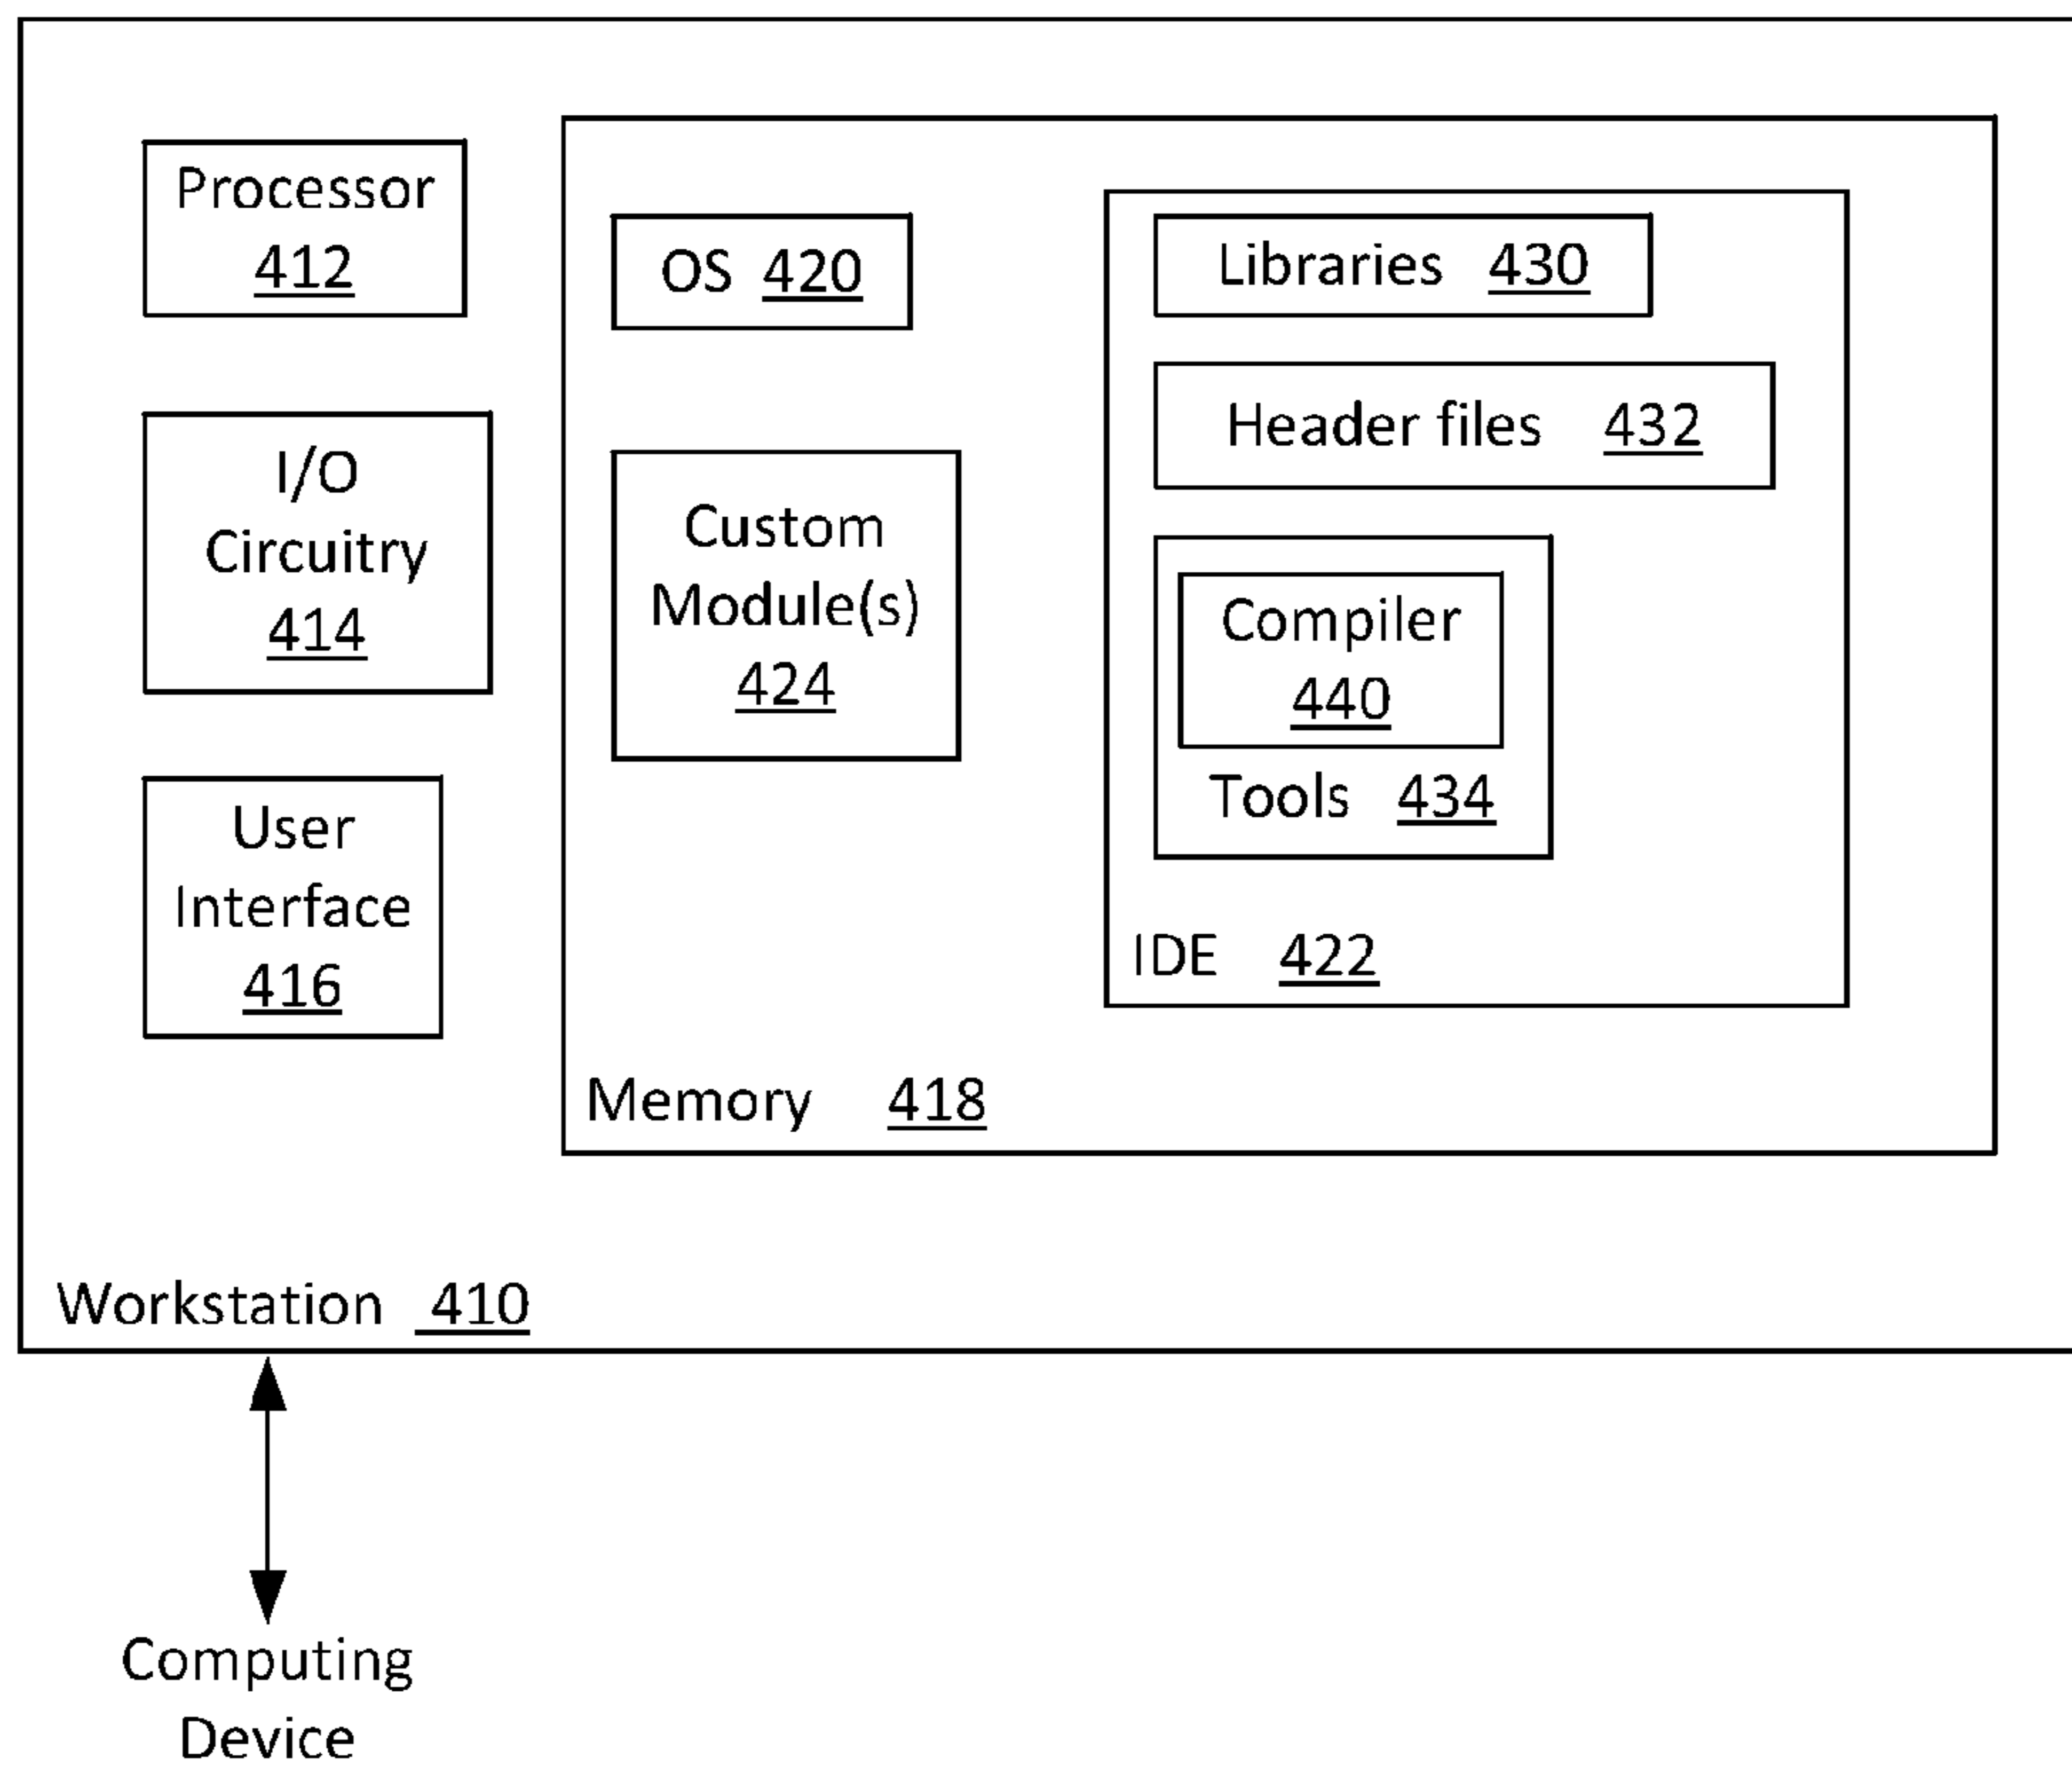 Processor
412
I/O
Circuitry
414
User
Interface
416
OS 420
Custom
Module(s)
424
Libraries 430
Header files 432
Compiler
440
Tools 434
IDE 422
Memory 418
Workstation 410
Computing
Device